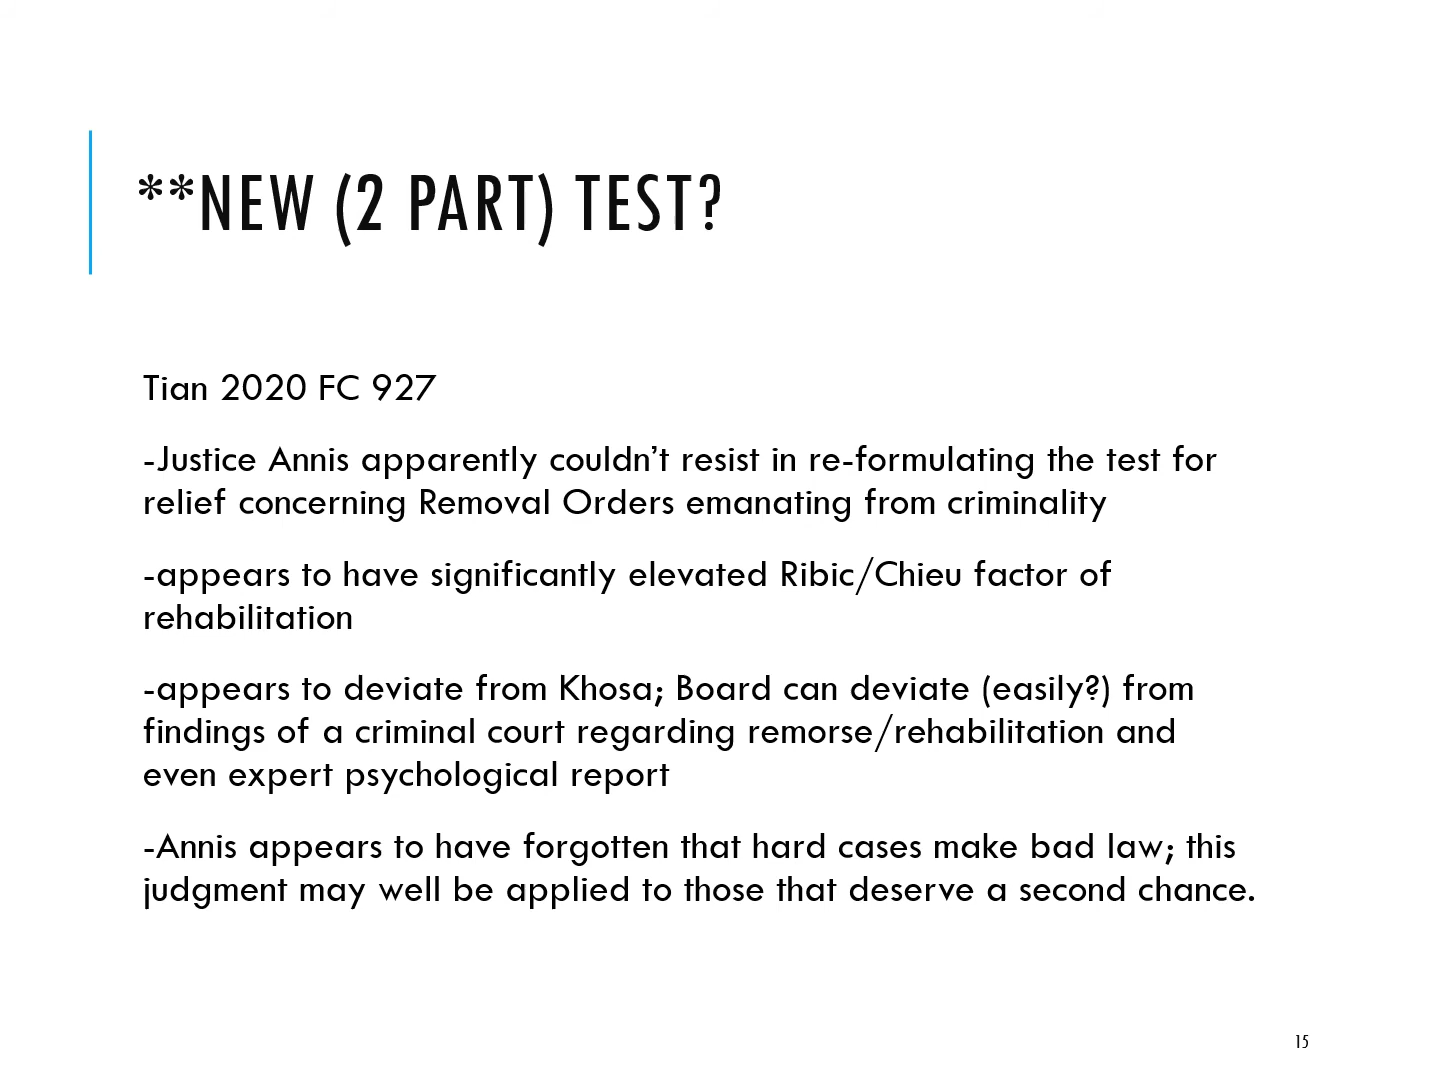 **NEW (2 PART) TEST?
Tian 2020 FC 927
-Justice Annis apparently couldn’t resist in re-formulating the test for
relief concerning Removal Orders emanating from criminality
-appears to have significantly elevated Ribic/Chieu factor of
rehabilitation
-appears to deviate from Khosa; Board can deviate (easily?) from
findings of a criminal court regarding remorse/rehabilitation and
even expert psychological report
-Annis appears to have forgotten that hard cases make bad law; this
judgment may well be applied to those that deserve a second chance.
15